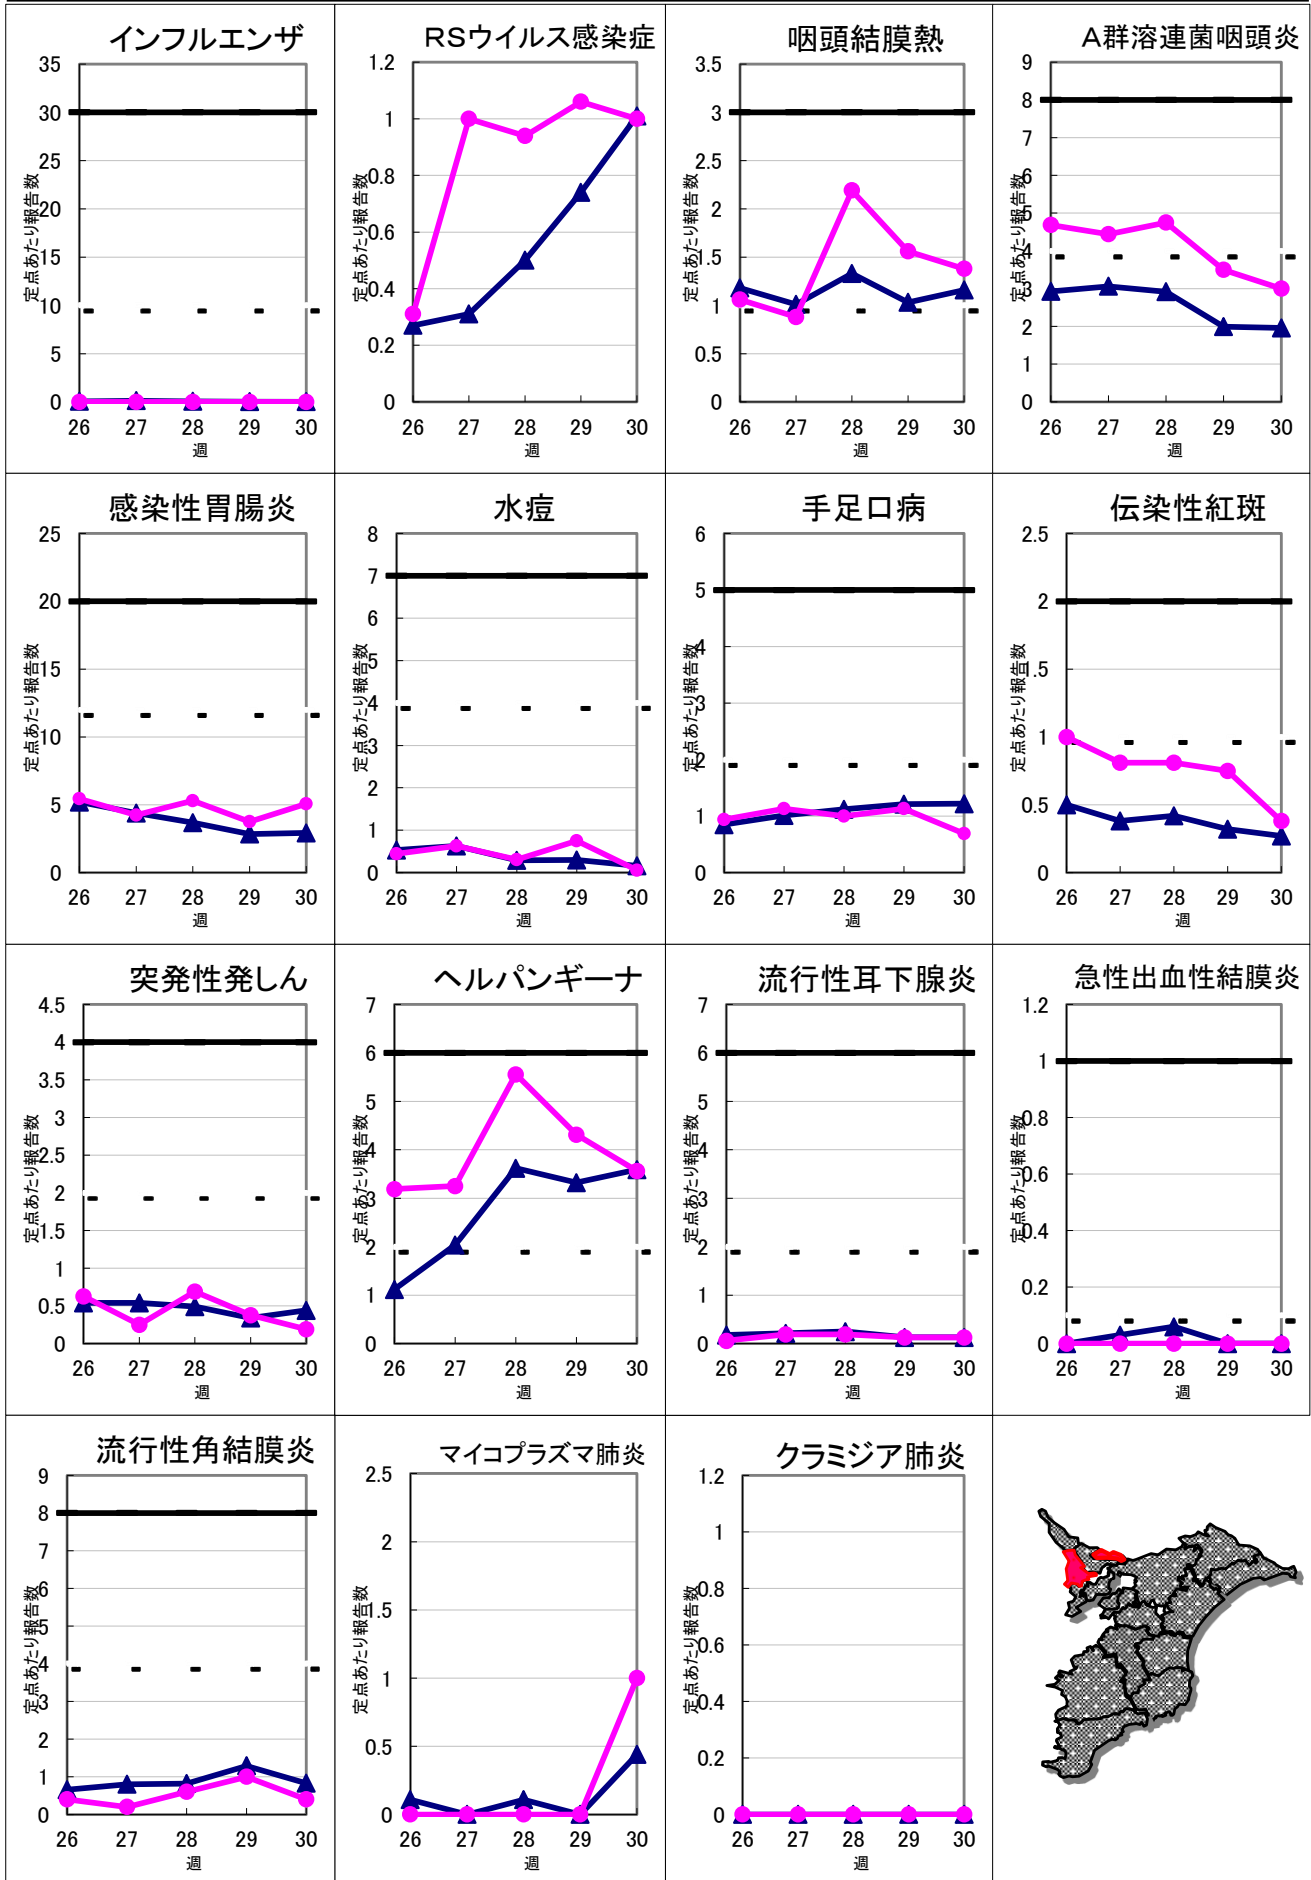 インフルエンザ
35
30
25
20
15
10
5
0
定点あたり報告数
26 27 28 29 30
週
RSウイルス感染症
1.2
1
0.8
0.6
0.4
0.2
0
定点あたり報告数
26 27 28 29 30
週
咽頭結膜熱
3.5
3
2.5
2
1.5
1
0.5
0
定点あたり報告数
26 27 28 29 30
週
A群溶連菌咽頭炎
9
8
7
6
5
4
3
2
1
0
定点あたり報告数
26 27 28 29 30
週
感染性胃腸炎
25
20
15
10
5
0
定点あたり報告数
26 27 28 29 30
週
水痘
8
7
6
5
4
3
2
1
0
定点あたり報告数
26 27 28 29 30
週
手足口病
6
5
4
3
2
1
0
定点あたり報告数
26 27 28 29 30
週
伝染性紅斑
2.5
2
1.5
1
0.5
0
定点あたり報告数
26 27 28 29 30
週
突発性発しん
4.5
4
3.5
3
2.5
2
1.5
1
0.5
0
定点あたり報告数
26 27 28 29 30
週
ヘルパンギーナ
7
6
5
4
3
2
1
0
定点あたり報告数
26 27 28 29 30
週
流行性耳下腺炎
7
6
5
4
3
2
1
0
定点あたり報告数
26 27 28 29 30
週
急性出血性結膜炎
1.2
1
0.8
0.6
0.4
0.2
0
定点あたり報告数
26 27 28 29 30
週
流行性角結膜炎
9
8
7
6
5
4
3
2
1
0
定点あたり報告数
26 27 28 29 30
週
マイコプラズマ肺炎
2.5
2
1.5
1
0.5
0
定点あたり報告数
26 27 28 29 30
週
クラミジア肺炎
1.2
1
0.8
0.6
0.4
0.2
0
定点あたり報告数
26 27 28 29 30
週